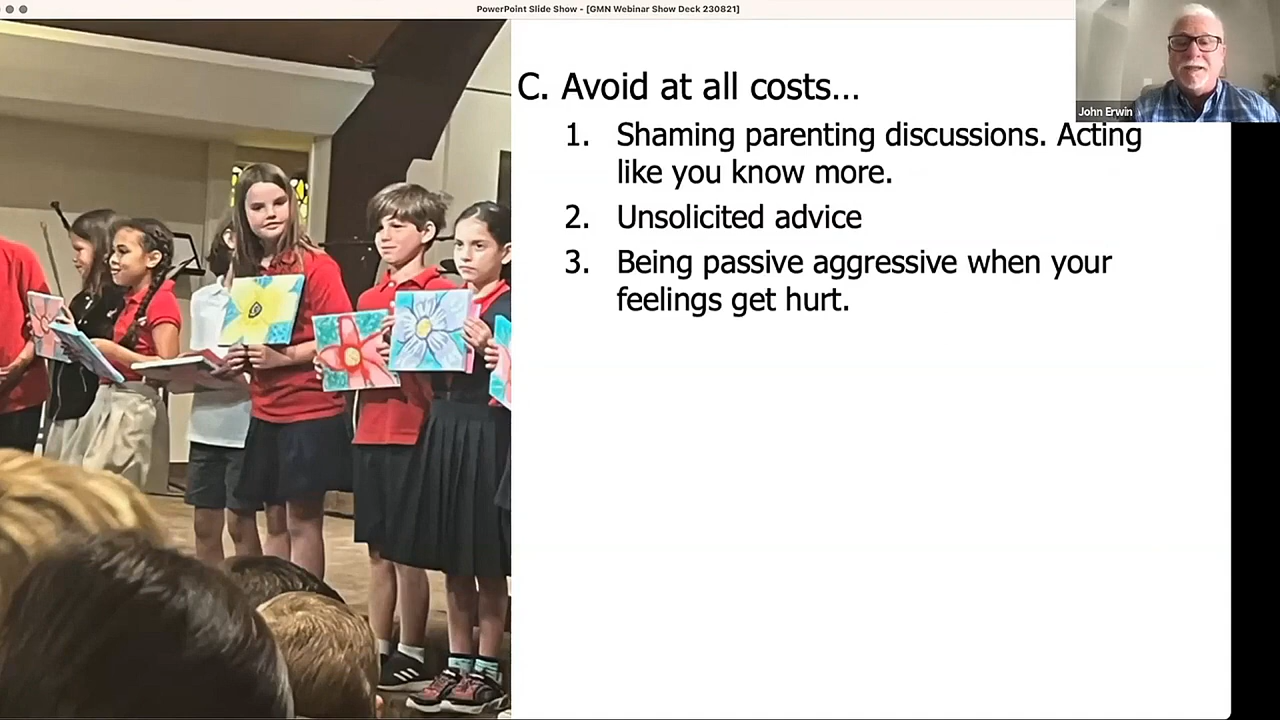 PowerPoint Slide Show - [GMN Webinar Show Deck 230821]
John Erwin
C. Avoid at all costs...
1. Shaming parenting discussions. Acting
like you know more.
2. Unsolicited advice
3. Being passive aggressive when your
feelings get hurt.